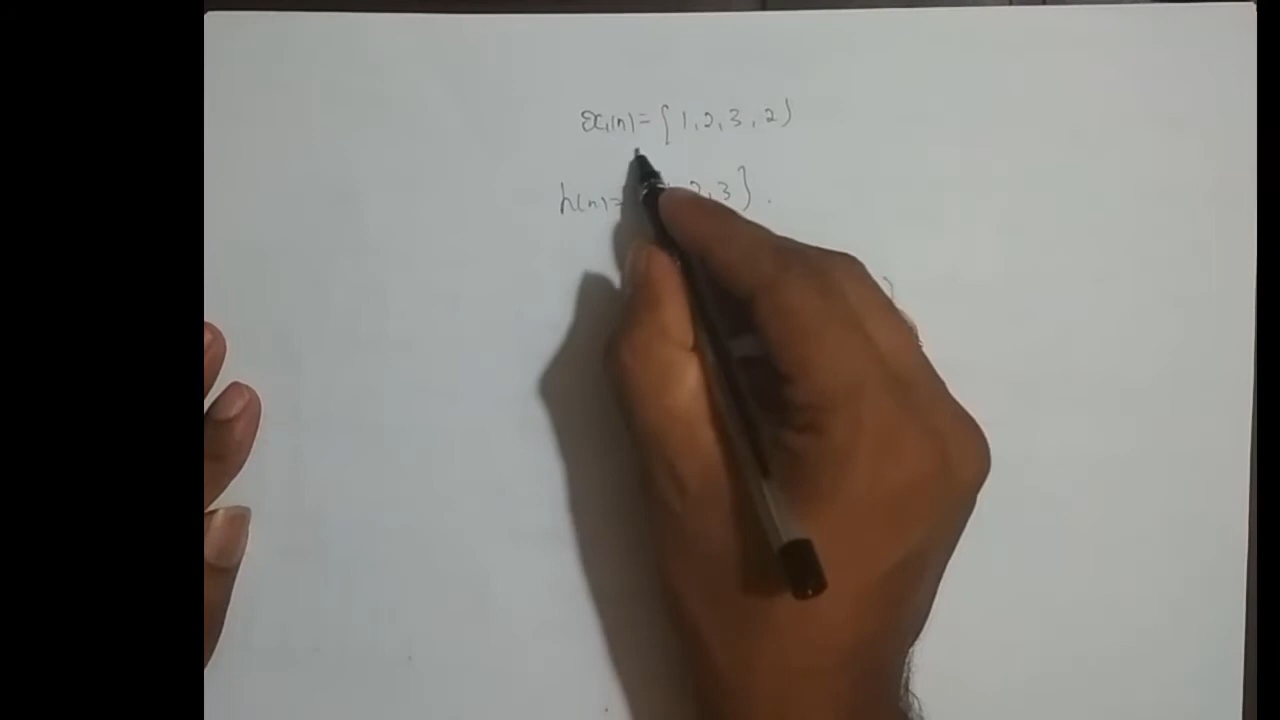 x1(n)= { 1, 2, 3, 2 }
h(n)= 2, 3 } .